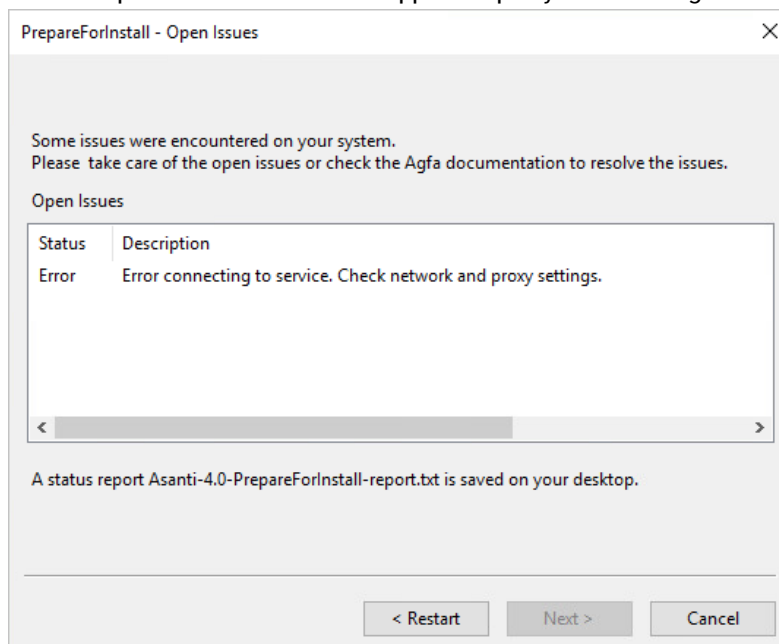 PrepareForInstall - Open Issues
Some issues were encountered on your system.
Please take care of the open issues or check the Agfa documentation to resolve the issues.
Open Issues
Status Description
Error Error connecting to service. Check network and proxy settings.
A status report Asanti-4.0-PrepareForInstall-report.txt is saved on your desktop.
< Restart Next > Cancel